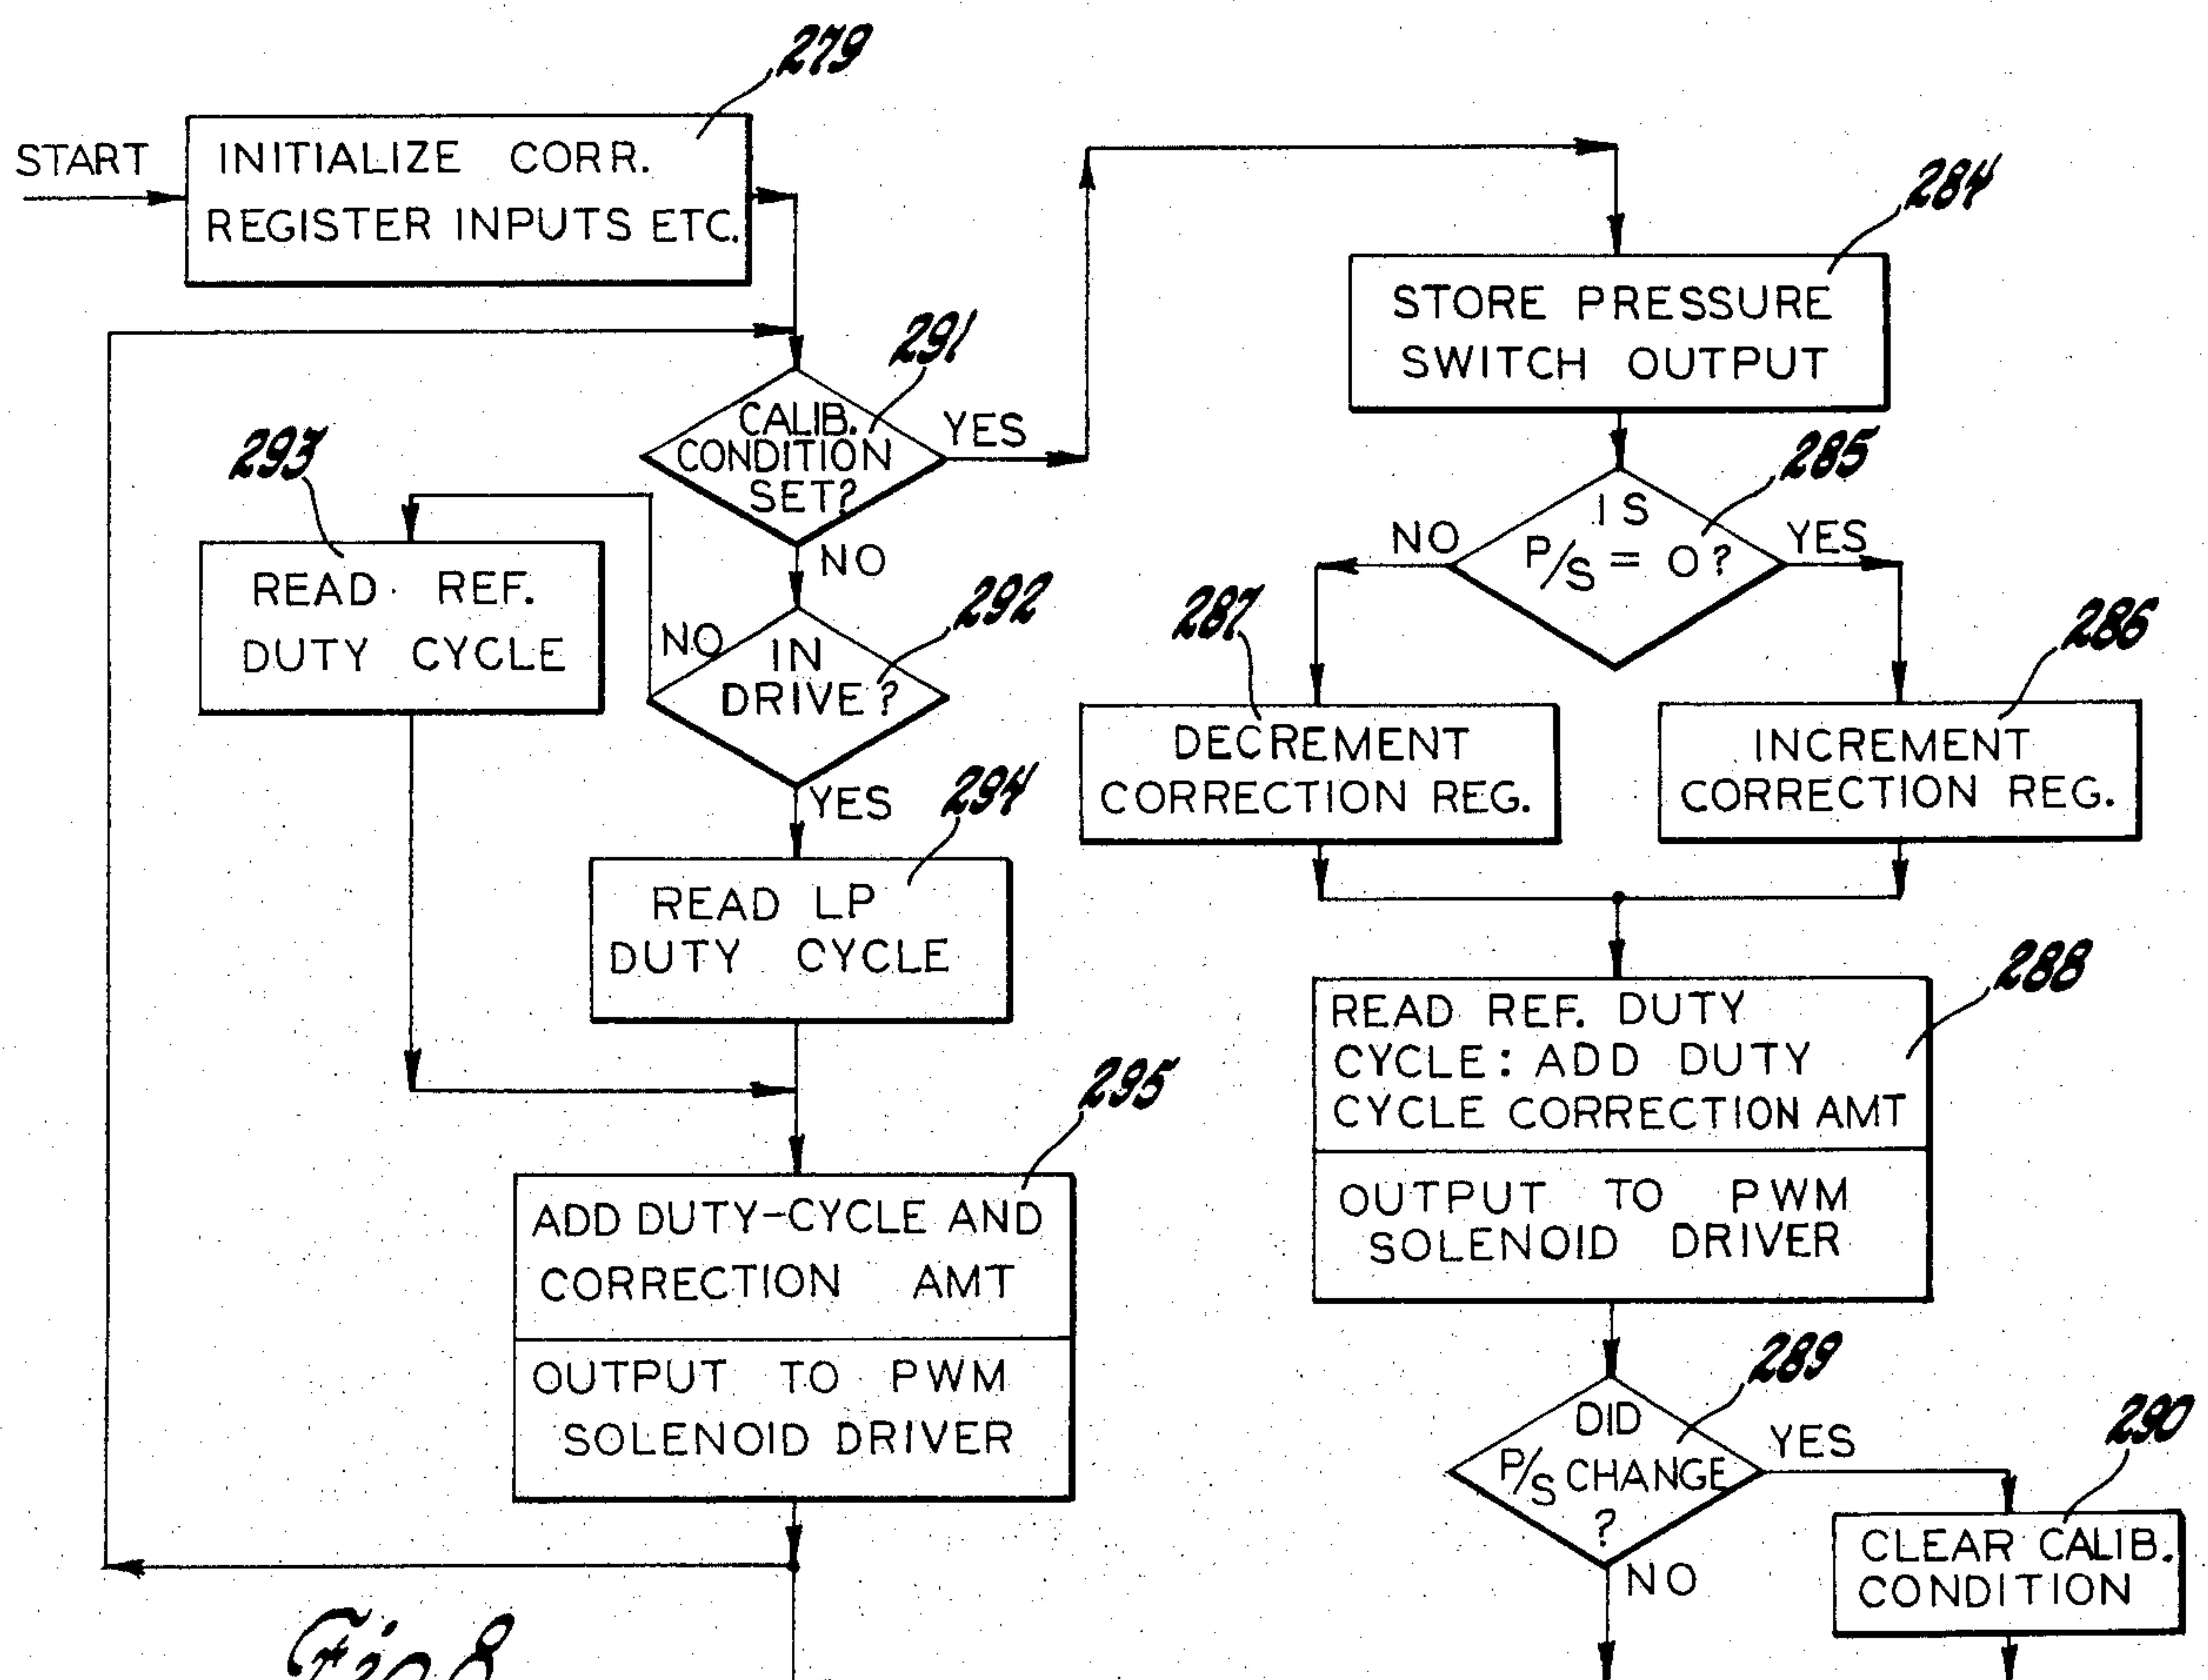 279
START
INITIALIZE CORR.
REGISTER INPUTS ETC.
291
CALIB.
CONDITION
SET?
YES
NO
293
READ REF.
DUTY CYCLE
292
NO
IN
DRIVE?
YES
294
READ LP
DUTY CYCLE
295
ADD DUTY-CYCLE AND
CORRECTION AMT
OUTPUT TO PWM
SOLENOID DRIVER
284
STORE PRESSURE
SWITCH OUTPUT
285
IS
P/S = 0?
NO
YES
287
DECREMENT
CORRECTION REG.
286
INCREMENT
CORRECTION REG.
288
READ REF. DUTY
CYCLE: ADD DUTY
CYCLE CORRECTION AMT
OUTPUT TO PWM
SOLENOID DRIVER
289
DID
P/S CHANGE
?
YES
NO
290
CLEAR CALIB.
CONDITION
Fig.8